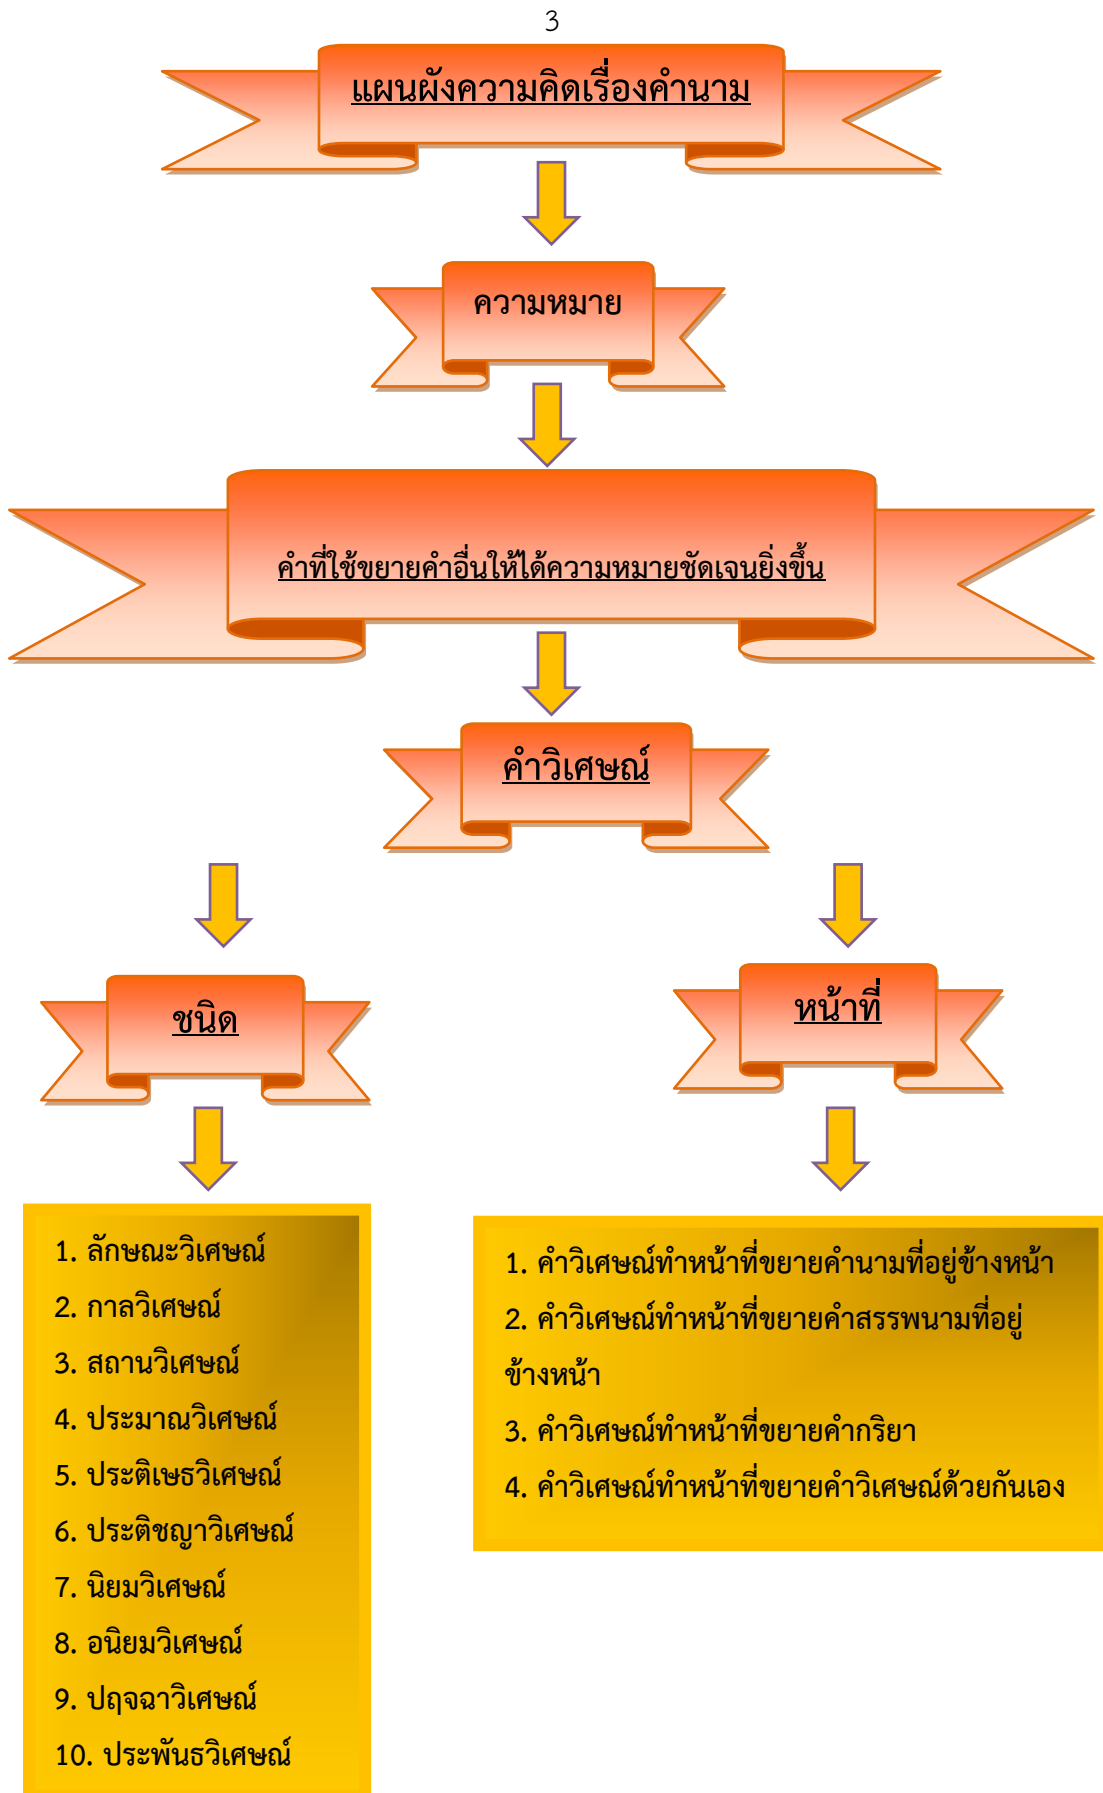 3
แผนผังความคิดเรื่องคำนาม
ความหมาย
คำที่ใช้ขยายคำอื่นให้ได้ความหมายชัดเจนยิ่งขึ้น
คำวิเศษณ์
ชนิด
หน้าที่
1. ลักษณะวิเศษณ์
2. กาลวิเศษณ์
3. สถานวิเศษณ์
4. ประมาณวิเศษณ์
5. ประติเษธวิเศษณ์
6. ประติชญาวิเศษณ์
7. นิยมวิเศษณ์
8. อนิยมวิเศษณ์
9. ปฤจฉาวิเศษณ์
10. ประพันธวิเศษณ์
1. คำวิเศษณ์ทำหน้าที่ขยายคำนามที่อยู่ข้างหน้า
2. คำวิเศษณ์ทำหน้าที่ขยายคำสรรพนามที่อยู่
ข้างหน้า
3. คำวิเศษณ์ทำหน้าที่ขยายคำกริยา
4. คำวิเศษณ์ทำหน้าที่ขยายคำวิเศษณ์ด้วยกันเอง